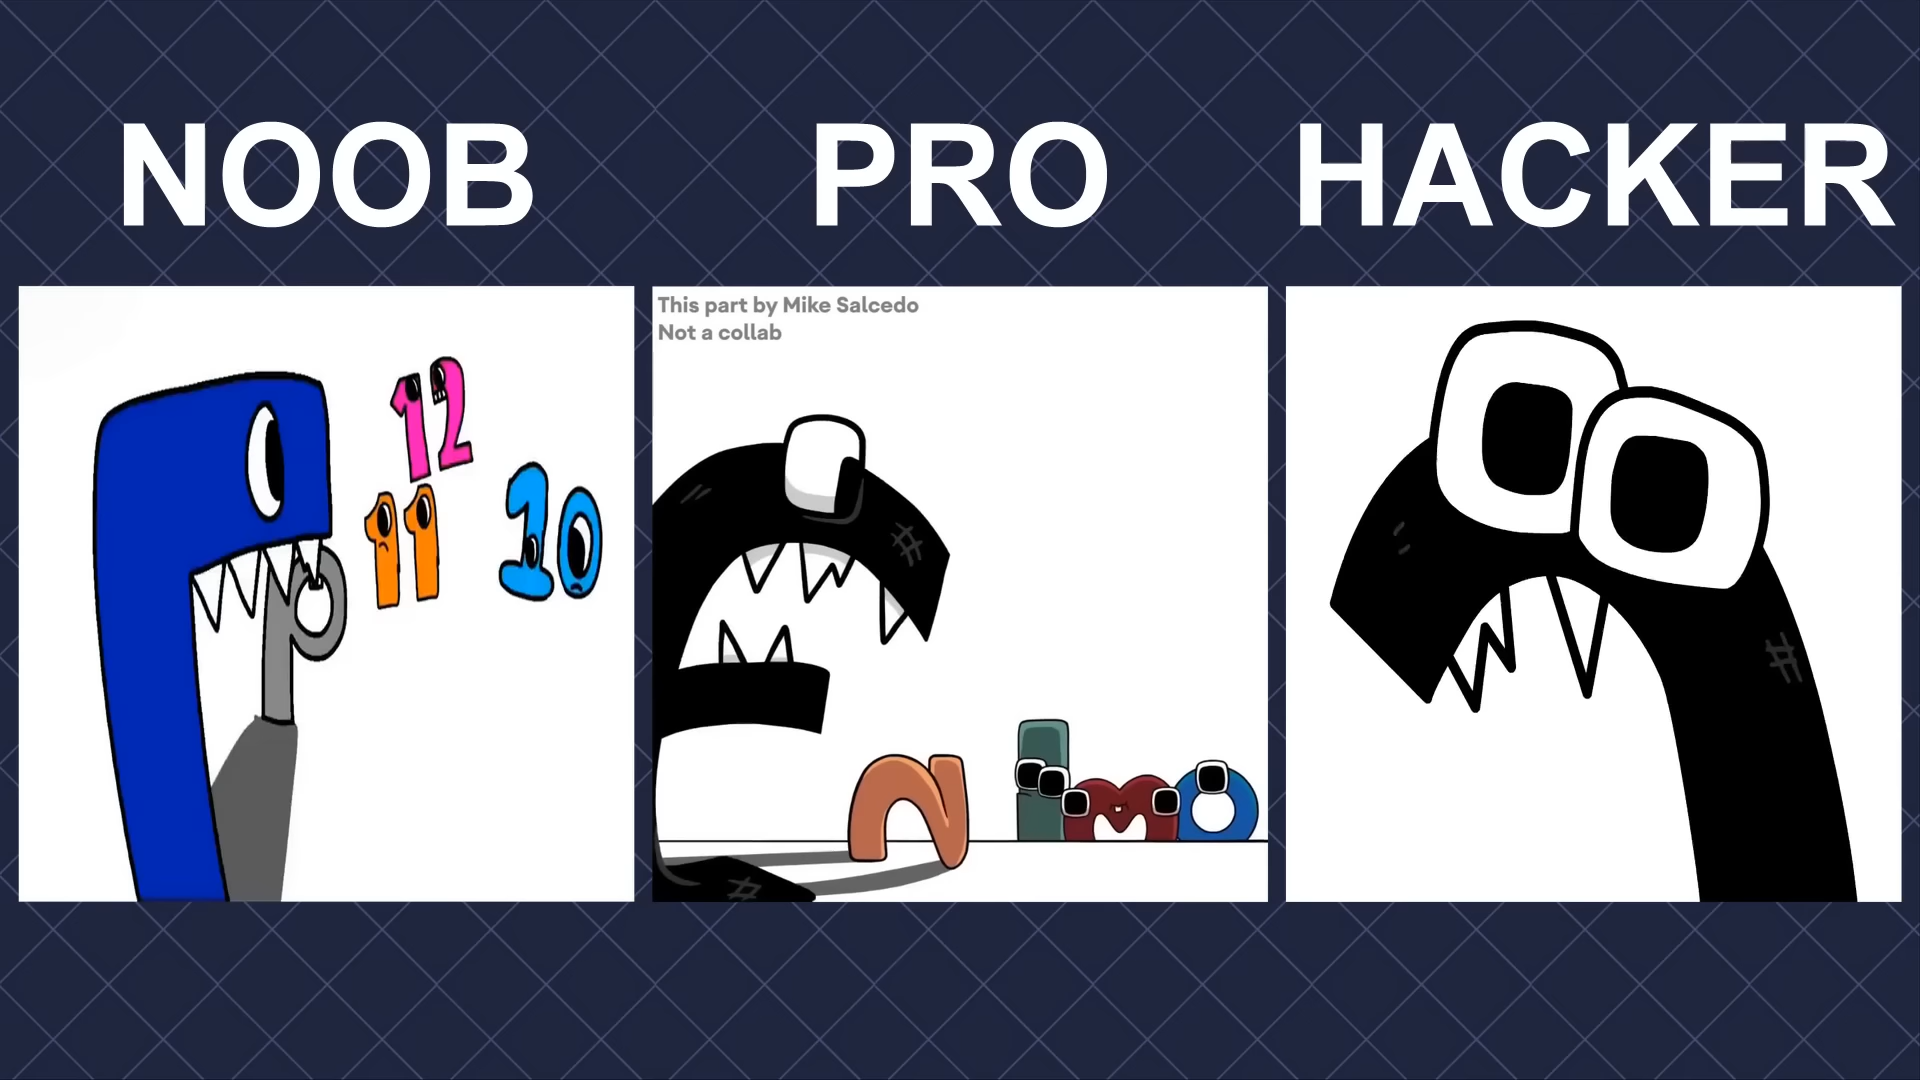 NOOB
PRO
HACKER
This part by Mike Salcedo
Not a collab
12
11
10